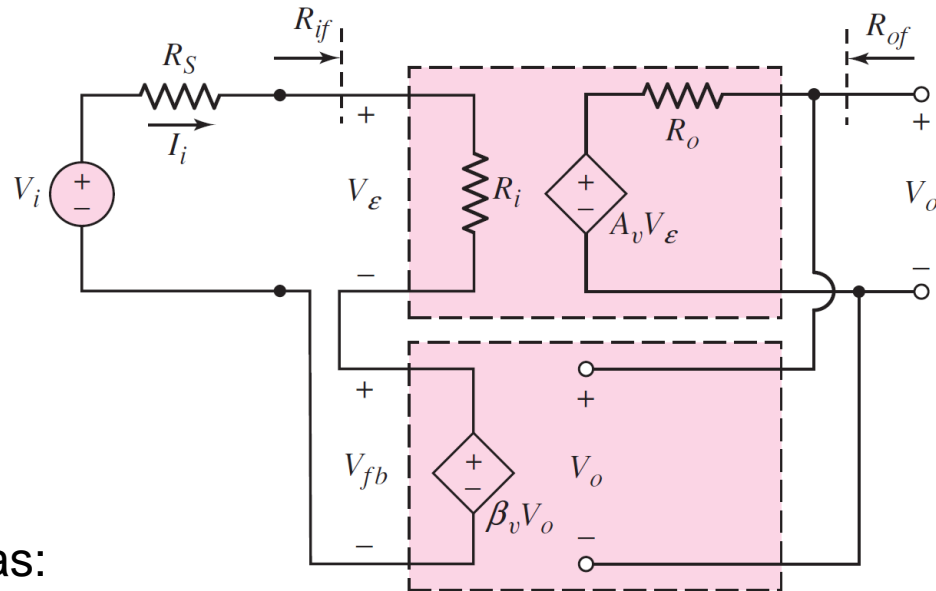 R_if
R_of
R_S
I_i
V_i
+
−
+
V_ε
−
R_i
+
−
A_vV_ε
R_o
+
V_o
−
+
V_fb
−
+
−
β_vV_o
+
V_o
−
as: